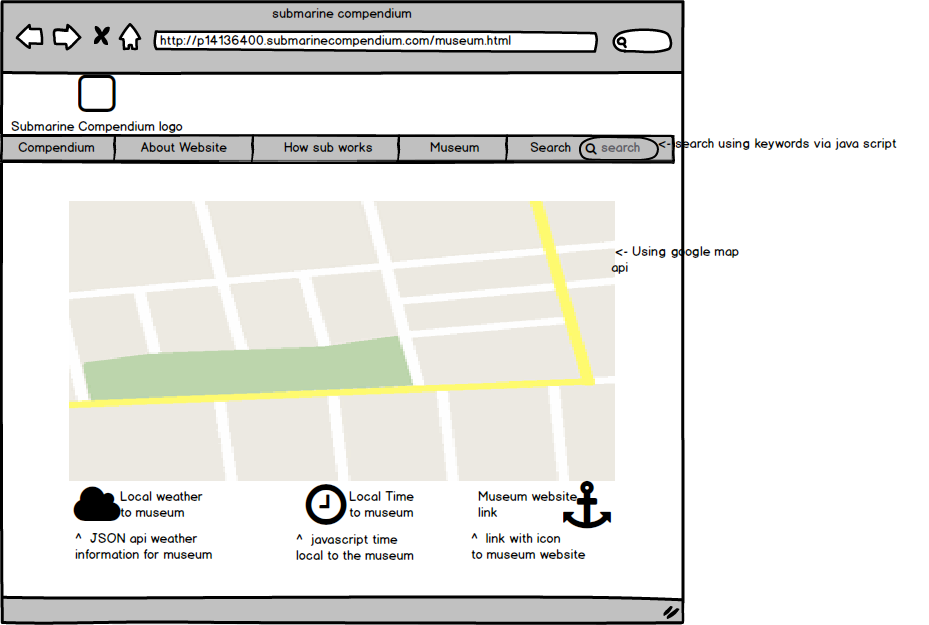 submarine compendium
http://p14136400.submarinecompendium.com/museum.html
Submarine Compendium logo
Compendium About Website How sub works Museum Search search <- search using keywords via java script
<- Using google map
api
Local weather Local Time Museum website
to museum to museum link
^ JSON api weather ^ javascript time ^ link with icon
information for museum local to the museum to museum website